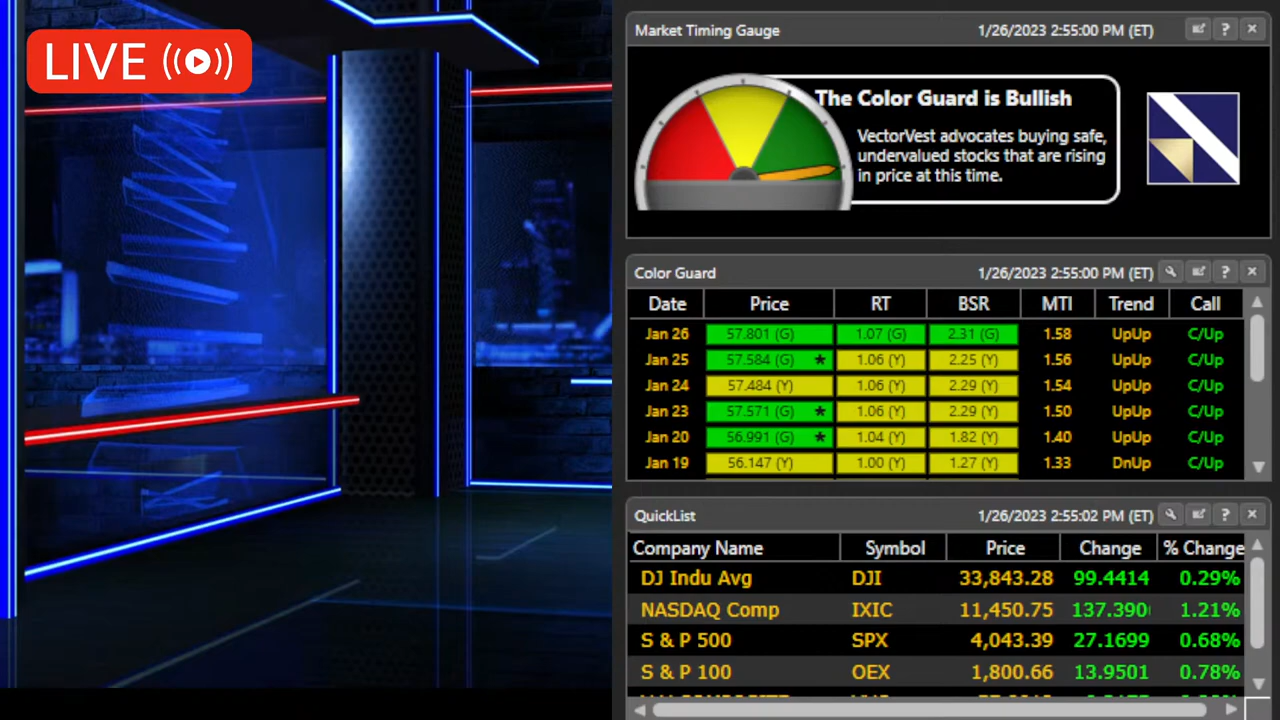 LIVE
Market Timing Gauge 1/26/2023 2:55:00 PM (ET) ?
The Color Guard is Bullish
VectorVest advocates buying safe,
undervalued stocks that are rising
in price at this time.
Color Guard 1/26/2023 2:55:00 PM (ET) ?
Date Price RT BSR MTI Trend Call
Jan 26 57.801 (G) 1.07 (G) 2.31 (G) 1.58 UpUp C/Up
Jan 25 57.584 (G) * 1.06 (Y) 2.25 (Y) 1.56 UpUp C/Up
Jan 24 57.484 (Y) 1.06 (Y) 2.29 (Y) 1.54 UpUp C/Up
Jan 23 57.571 (G) * 1.06 (Y) 2.29 (Y) 1.50 UpUp C/Up
Jan 20 56.991 (G) * 1.04 (Y) 1.82 (Y) 1.40 UpUp C/Up
Jan 19 56.147 (Y) 1.00 (Y) 1.27 (Y) 1.33 DnUp C/Up
QuickList 1/26/2023 2:55:02 PM (ET) ?
Company Name Symbol Price Change % Change
DJ Indu Avg DJI 33,843.28 99.4414 0.29%
NASDAQ Comp IXIC 11,450.75 137.390 1.21%
S & P 500 SPX 4,043.39 27.1699 0.68%
S & P 100 OEX 1,800.66 13.9501 0.78%